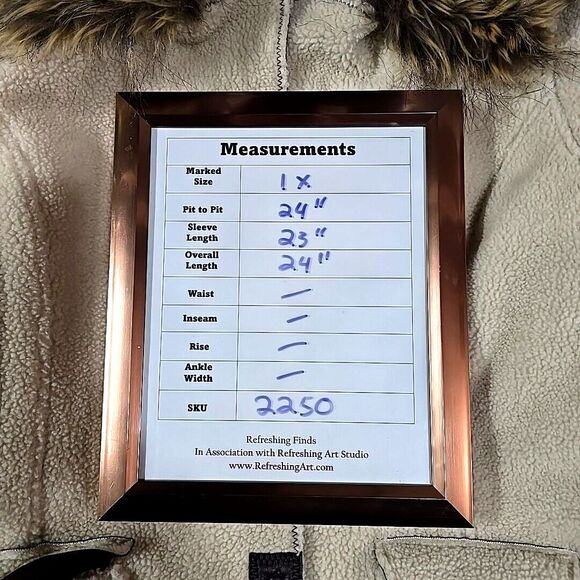 Measurements
Marked Size 1X
Pit to Pit 24"
Sleeve Length 23"
Overall Length 24"
Waist —
Inseam —
Rise —
Ankle Width —
SKU 2250
Refreshing Finds
In Association with Refreshing Art Studio
www.RefreshingArt.com